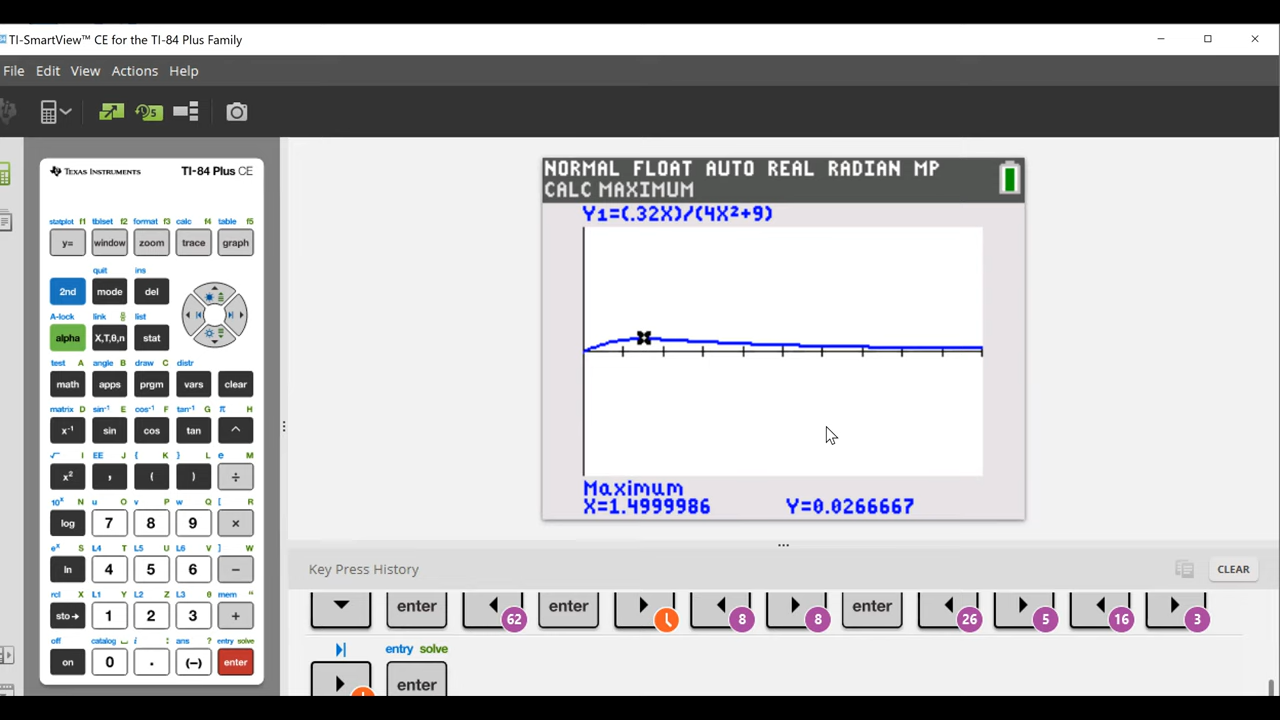 TI-SmartView™ CE for the TI-84 Plus Family
File Edit View Actions Help
TEXAS INSTRUMENTS TI-84 Plus CE
statplot f1 tblset f2 format f3 calc f4 table f5
y= window zoom trace graph
quit ins
2nd mode del
A-lock link list
alpha X,T,θ,n stat
test A angle B draw C distr
math apps prgm vars clear
matrix D sin⁻¹ E cos⁻¹ F tan⁻¹ G π H
x⁻¹ sin cos tan ^
√ I EE J { K } L e M
x² , ( ) ÷
10ˣ N u O v P w Q [ R
log 7 8 9 ×
eˣ S L4 T L5 U L6 V ] W
ln 4 5 6 −
rcl X L1 Y L2 Z L3 θ mem "
sto→ 1 2 3 +
off catalog i : ans ? entry solve
on 0 . (−) enter
NORMAL FLOAT AUTO REAL RADIAN MP
CALC MAXIMUM
Y₁=(.32X)/(4X²+9)
Maximum
X=1.4999986 Y=0.0266667
Key Press History CLEAR
enter enter enter
62 8 8 26 5 16 3
entry solve
enter